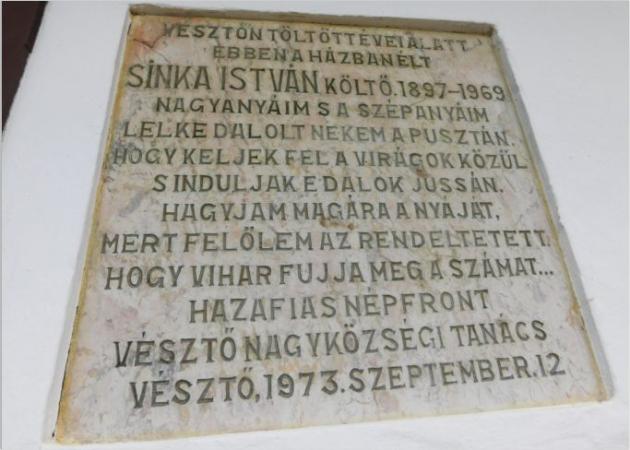 VÉSZTŐN TÖLTÖTT ÉVEI ALATT
EBBEN A HÁZBAN ÉLT
SINKA ISTVÁN KÖLTŐ. 1897-1969
NAGYANYÁIM S A SZÉPANYÁIM
LELKE DALOLT NEKEM A PUSZTÁN.
HOGY KELJEK FEL A VIRÁGOK KÖZÜL
S INDULJAK E DALOK JUSSÁN.
HAGYJAM MAGÁRA A NYÁJAT,
MERT FELŐLEM AZ RENDELTETETT,
HOGY VIHAR FUJJA MEG A SZÁMAT...
HAZAFIAS NÉPFRONT
VÉSZTŐ NAGYKÖZSÉGI TANÁCS
VÉSZTŐ, 1973. SZEPTEMBER. 12